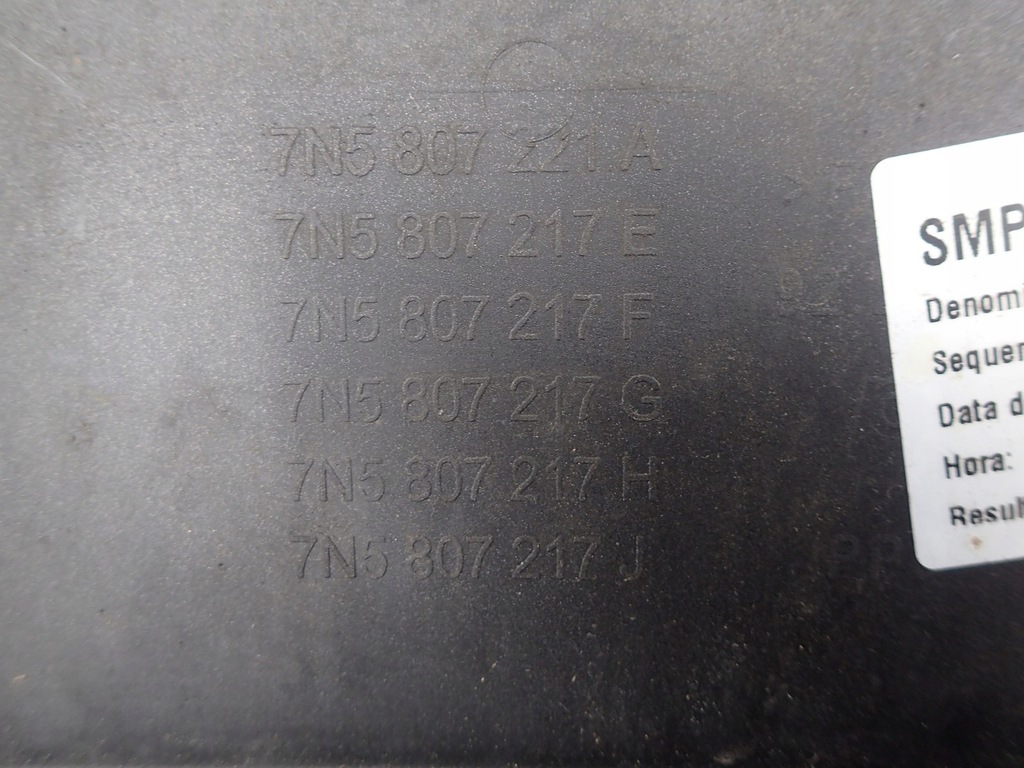 7N5 807 221 A
7N5 807 217 E
7N5 807 217 F
7N5 807 217 G
7N5 807 217 H
7N5 807 217 J
SMP
Denomi
Sequen
Data d
Hora:
Result